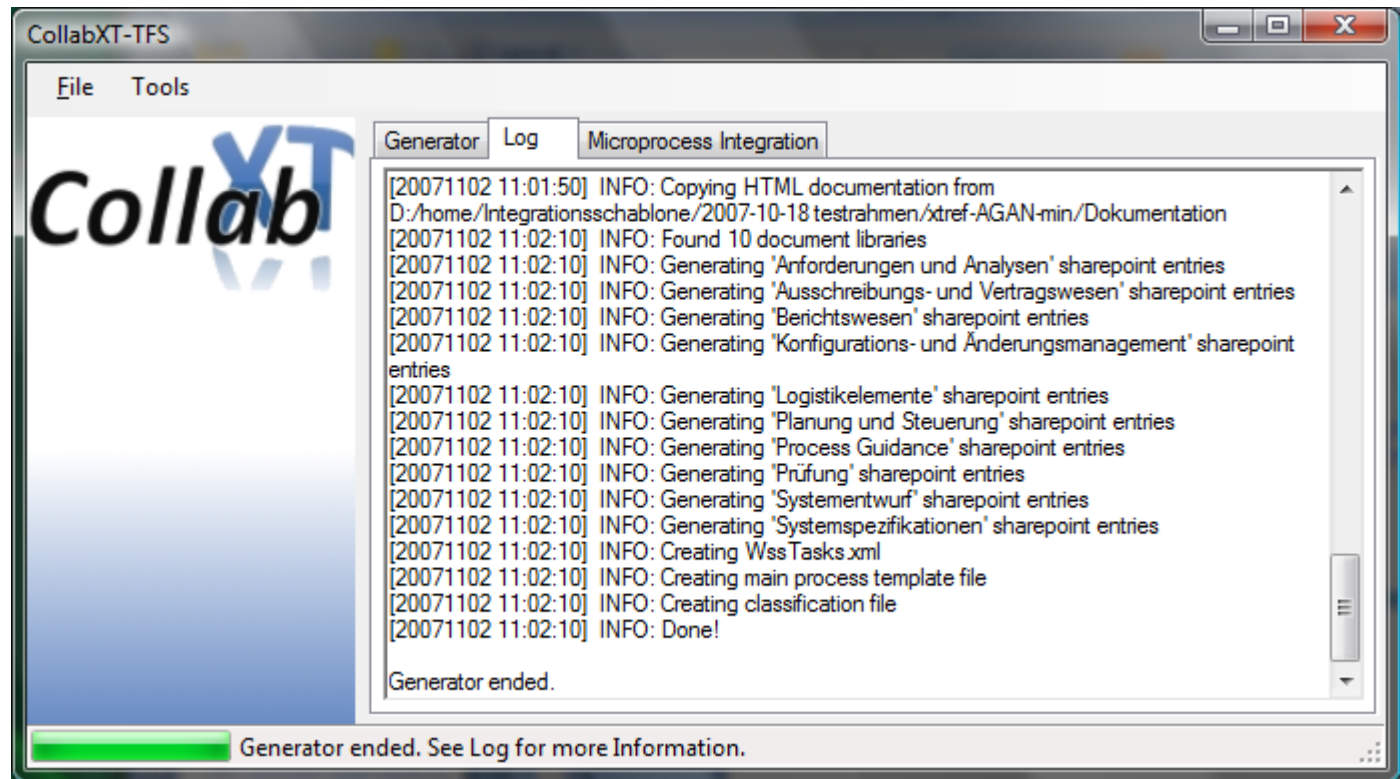 CollabXT-TFS
File Tools
CollabXT
Generator Log Microprocess Integration
[20071102 11:01:50] INFO: Copying HTML documentation from
D:/home/Integrationsschablone/2007-10-18 testrahmen/xtref-AGAN-min/Dokumentation
[20071102 11:02:10] INFO: Found 10 document libraries
[20071102 11:02:10] INFO: Generating 'Anforderungen und Analysen' sharepoint entries
[20071102 11:02:10] INFO: Generating 'Ausschreibungs- und Vertragswesen' sharepoint entries
[20071102 11:02:10] INFO: Generating 'Berichtswesen' sharepoint entries
[20071102 11:02:10] INFO: Generating 'Konfigurations- und Änderungsmanagement' sharepoint
entries
[20071102 11:02:10] INFO: Generating 'Logistikelemente' sharepoint entries
[20071102 11:02:10] INFO: Generating 'Planung und Steuerung' sharepoint entries
[20071102 11:02:10] INFO: Generating 'Process Guidance' sharepoint entries
[20071102 11:02:10] INFO: Generating 'Prüfung' sharepoint entries
[20071102 11:02:10] INFO: Generating 'Systementwurf' sharepoint entries
[20071102 11:02:10] INFO: Generating 'Systemspezifikationen' sharepoint entries
[20071102 11:02:10] INFO: Creating WssTasks.xml
[20071102 11:02:10] INFO: Creating main process template file
[20071102 11:02:10] INFO: Creating classification file
[20071102 11:02:10] INFO: Done!
Generator ended.
Generator ended. See Log for more Information.